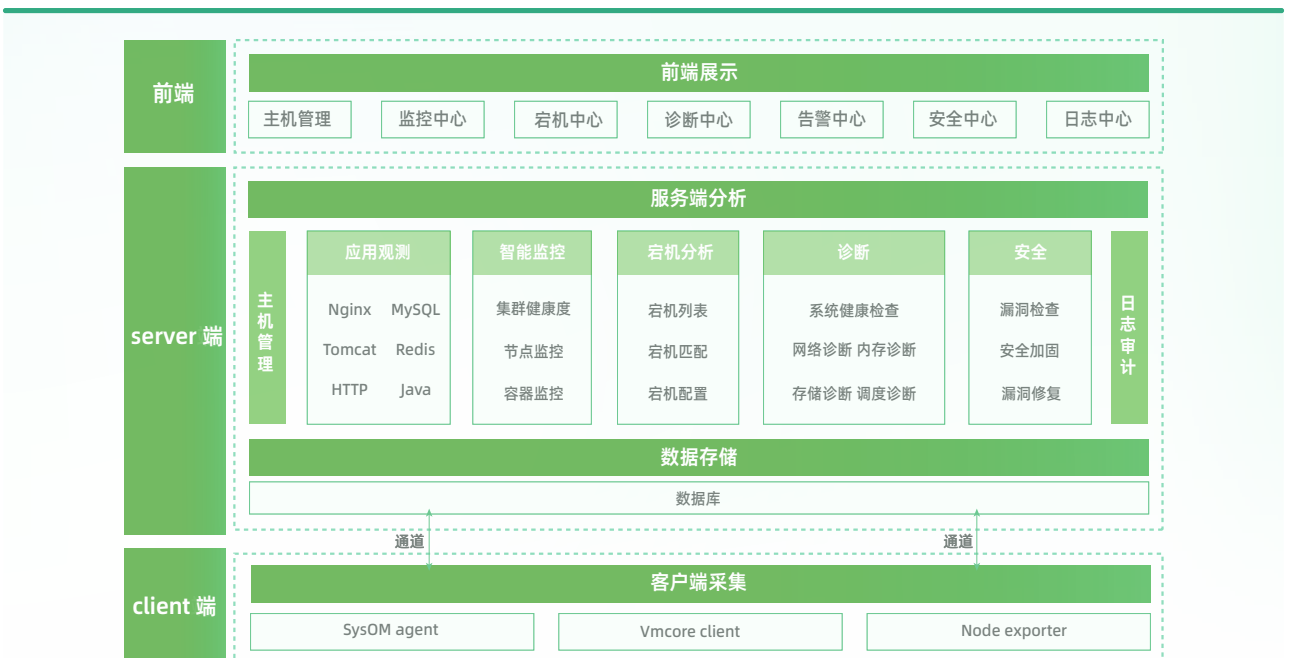 前端
前端展示
主机管理
监控中心
宕机中心
诊断中心
告警中心
安全中心
日志中心
server 端
服务端分析
主机管理
应用观测
Nginx MySQL
Tomcat Redis
HTTP Java
智能监控
集群健康度
节点监控
容器监控
宕机分析
宕机列表
宕机匹配
宕机配置
诊断
系统健康检查
网络诊断 内存诊断
存储诊断 调度诊断
安全
漏洞检查
安全加固
漏洞修复
日志审计
数据存储
数据库
通道
通道
client 端
客户端采集
SysOM agent
Vmcore client
Node exporter